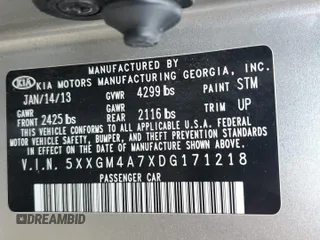 MANUFACTURED BY
KIA KIA MOTORS MANUFACTURING GEORGIA, INC.
JAN/14/13 GVWR 4299 lbs PAINT STM
GAWR FRONT 2425 lbs GAWR REAR 2116 lbs TRIM UP
THIS VEHICLE CONFORMS TO ALL APPLICABLE FEDERAL MOTOR VEHICLE
SAFETY, BUMPER, AND THEFT PREVENTION STANDARDS IN EFFECT
ON THE DATE OF MANUFACTURE SHOWN ABOVE.
V.I.N. 5XXGM4A7XDG171218
PASSENGER CAR
DREAMBID